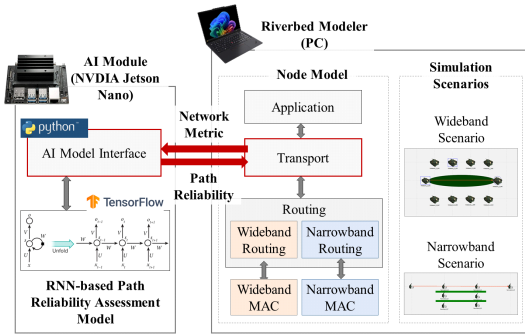 Riverbed Modeler
(PC)
AI Module
(NVIDIA Jetson
Nano)
Node Model
Simulation
Scenarios
Application
Network
Metric
python
AI Model Interface
Transport
Path
Reliability
Wideband
Scenario
TensorFlow
Routing
Wideband
Routing
Narrowband
Routing
Wideband
MAC
Narrowband
MAC
Narrowband
Scenario
Unfold
W
V
U
RNN-based Path
Reliability Assessment
Model